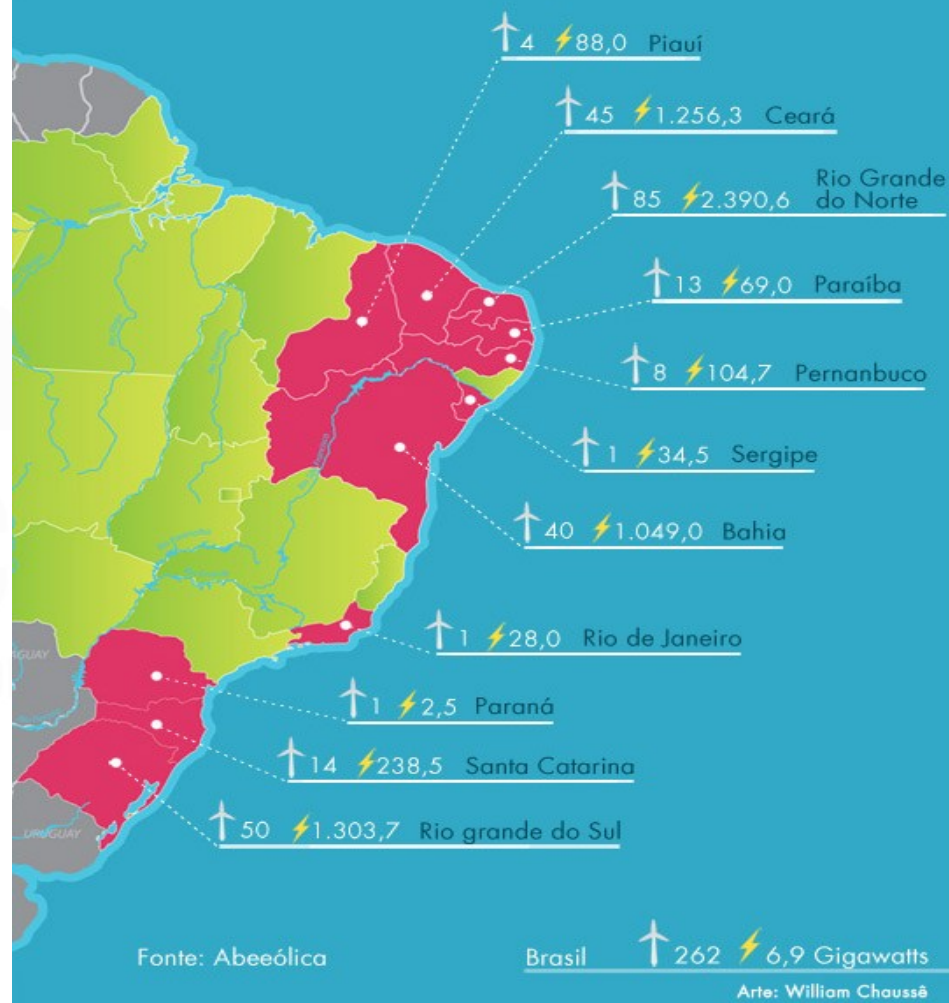 4 88,0 Piauí
45 1.256,3 Ceará
85 2.390,6 Rio Grande do Norte
13 69,0 Paraíba
8 104,7 Pernanbuco
1 34,5 Sergipe
40 1.049,0 Bahia
1 28,0 Rio de Janeiro
1 2,5 Paraná
14 238,5 Santa Catarina
50 1.303,7 Rio grande do Sul
URUGUAY
Fonte: Abeeólica
Brasil 262 6,9 Gigawatts
Arte: William Chaussê